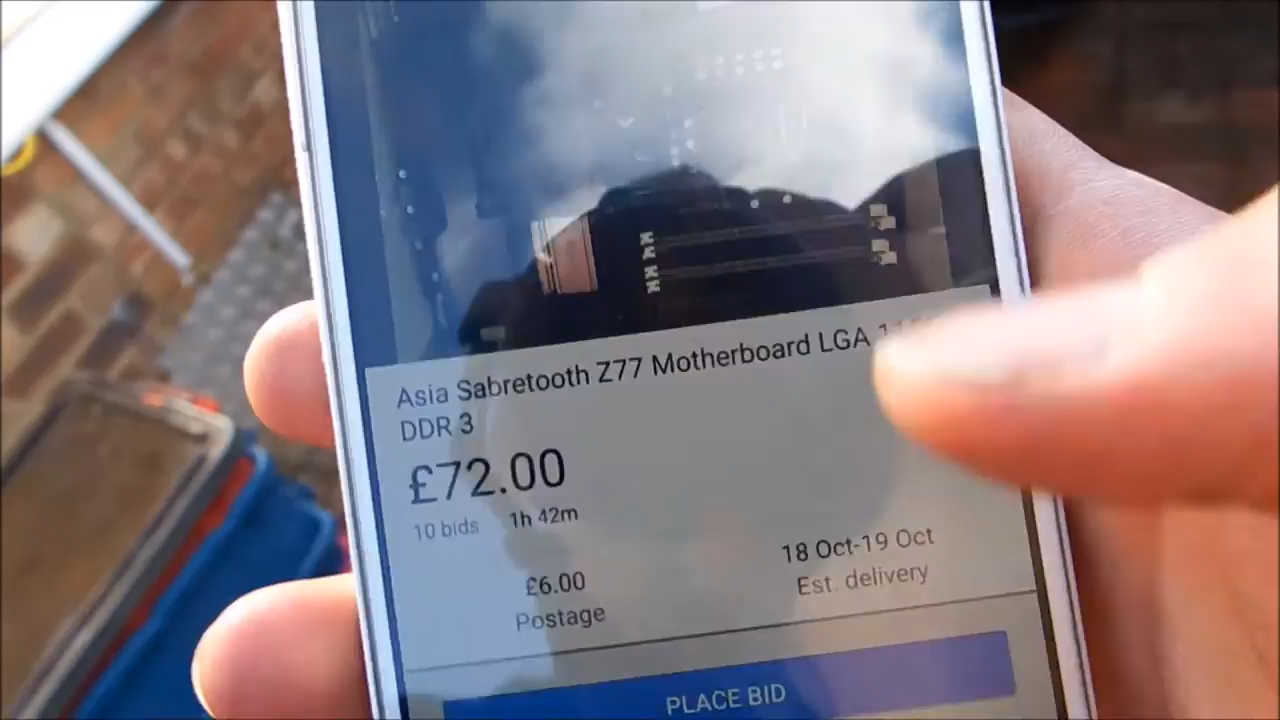 Asia Sabretooth Z77 Motherboard LGA
DDR 3
£72.00
10 bids 1h 42m
£6.00
Postage
18 Oct-19 Oct
Est. delivery
PLACE BID